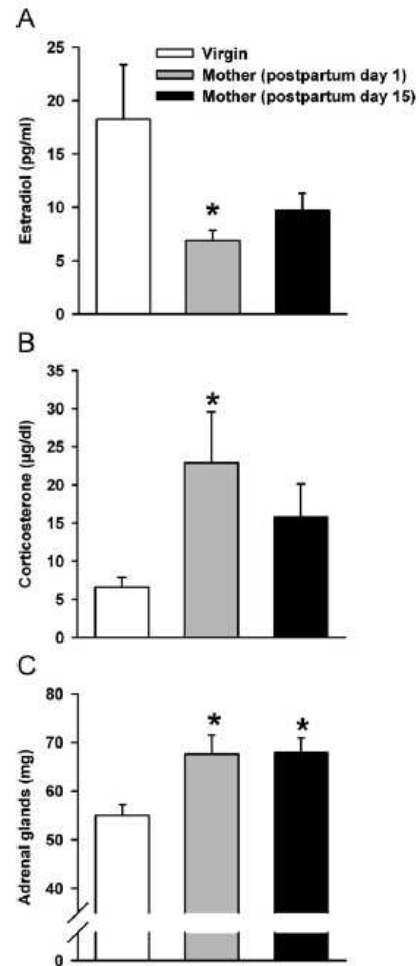 A
Virgin
Mother (postpartum day 1)
Mother (postpartum day 15)
Estradiol (pg/ml)
25
20
15
10
5
0
*
B
Corticosterone (µg/dl)
35
30
25
20
15
10
5
0
*
C
Adrenal glands (mg)
80
70
60
50
40
0
*
*